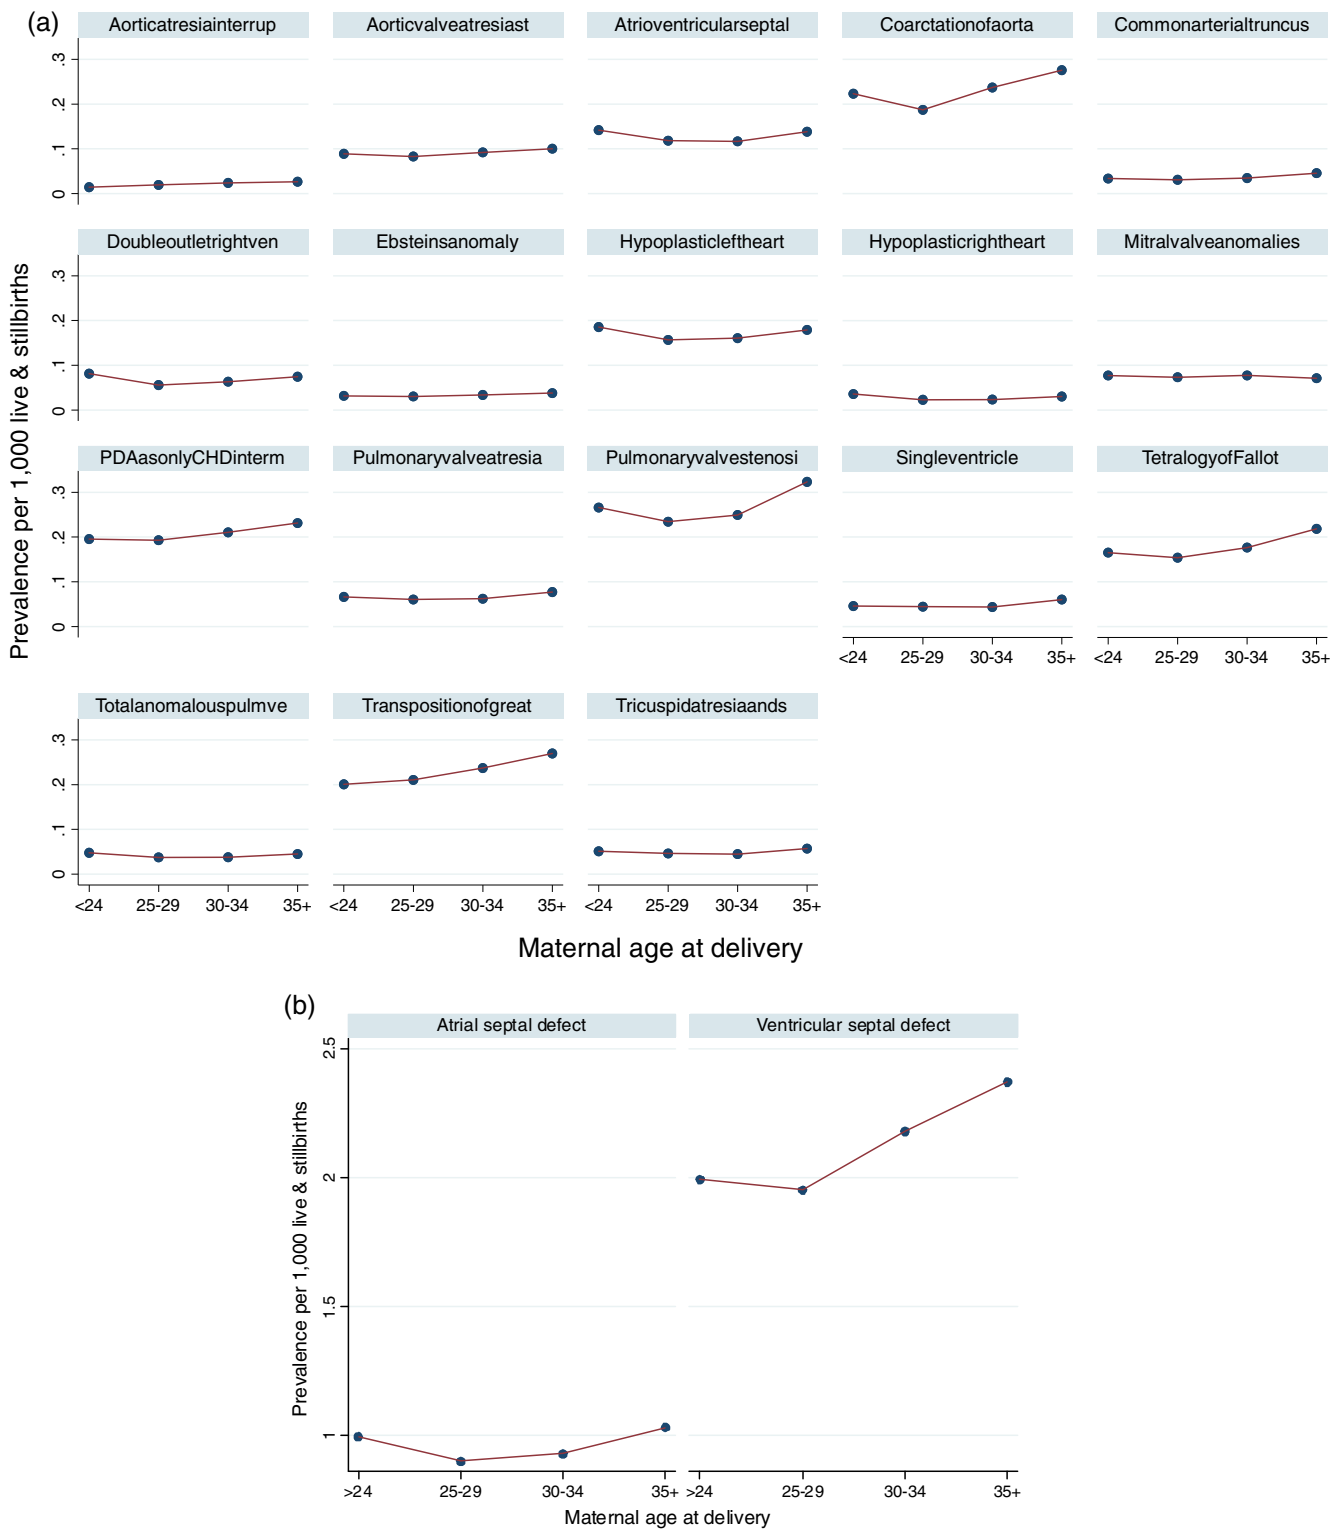 (a)
Aorticatresiainterrup Aorticvalveatresiast Atrioventricularseptal Coarctationofaorta Commonarterialtruncus
.3
.2
.1
0
Doubleoutletrightven Ebsteinsanomaly Hypoplasticleftheart Hypoplasticrightheart Mitralvalveanomalies
.3
.2
.1
0
PDAasonlyCHDinterm Pulmonaryvalveatresia Pulmonaryvalvestenosi Singleventricle TetralogyofFallot
.3
.2
.1
0
<24 25-29 30-34 35+ <24 25-29 30-34 35+
Totalanomalouspulmve Transpositionofgreat Tricuspidatresiaands
.3
.2
.1
0
<24 25-29 30-34 35+ <24 25-29 30-34 35+ <24 25-29 30-34 35+
Prevalence per 1,000 live & stillbirths
Maternal age at delivery
(b)
Atrial septal defect Ventricular septal defect
2.5
2
1.5
1
Prevalence per 1,000 live & stillbirths
>24 25-29 30-34 35+ >24 25-29 30-34 35+
Maternal age at delivery